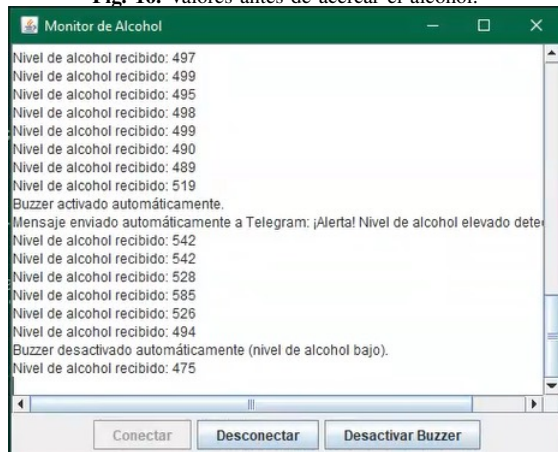 Fig. 16. Valores antes de acercar el alcohol.
Monitor de Alcohol
Nivel de alcohol recibido: 497
Nivel de alcohol recibido: 499
Nivel de alcohol recibido: 495
Nivel de alcohol recibido: 498
Nivel de alcohol recibido: 499
Nivel de alcohol recibido: 490
Nivel de alcohol recibido: 489
Nivel de alcohol recibido: 519
Buzzer activado automáticamente.
Mensaje enviado automáticamente a Telegram: ¡Alerta! Nivel de alcohol elevado dete
Nivel de alcohol recibido: 542
Nivel de alcohol recibido: 542
Nivel de alcohol recibido: 528
Nivel de alcohol recibido: 585
Nivel de alcohol recibido: 526
Nivel de alcohol recibido: 494
Buzzer desactivado automáticamente (nivel de alcohol bajo).
Nivel de alcohol recibido: 475
Conectar Desconectar Desactivar Buzzer